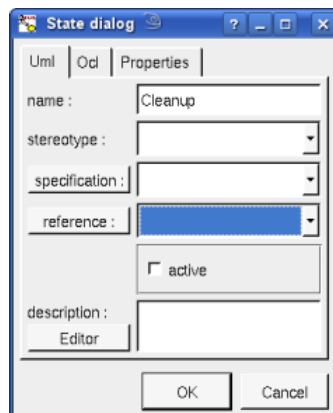 State dialog
Uml Ocl Properties
name : Cleanup
stereotype :
specification :
reference :
active
description :
Editor
OK Cancel